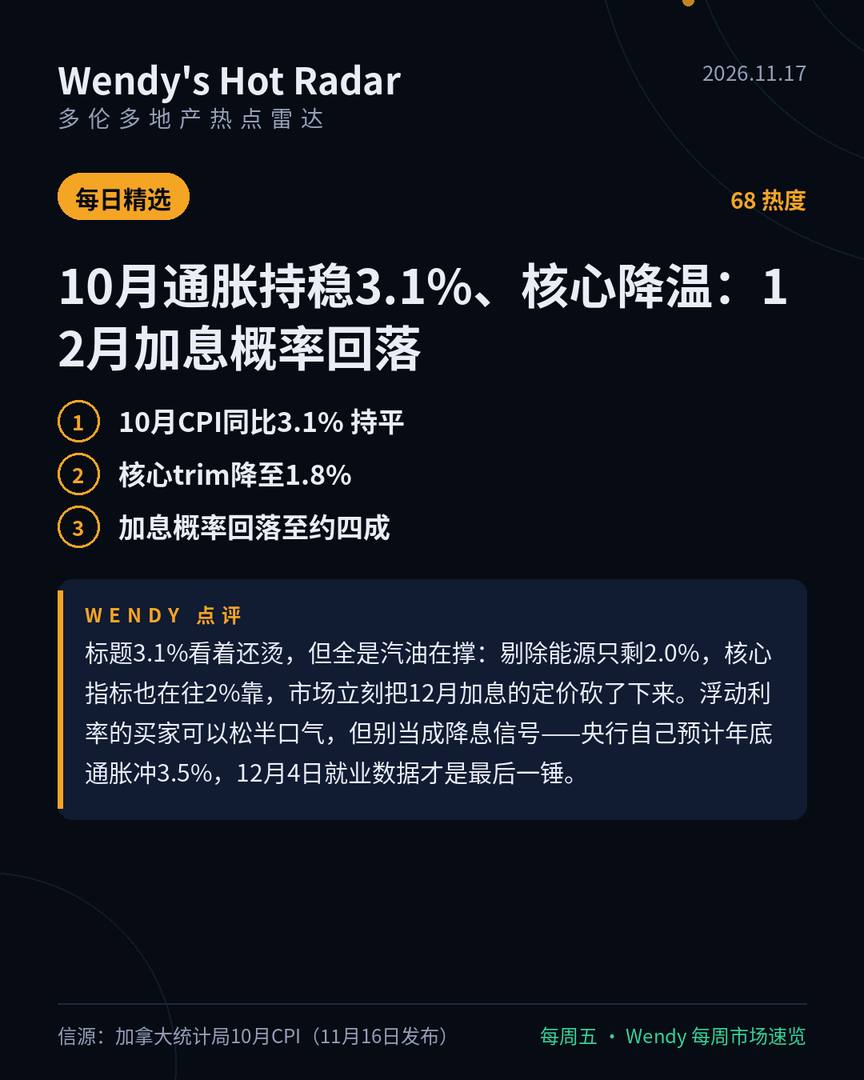 Wendy's Hot Radar
2026.11.17
多伦多地产热点雷达
每日精选
68 热度
10月通胀持稳3.1%、核心降温：1
2月加息概率回落
1 10月CPI同比3.1% 持平
2 核心trim降至1.8%
3 加息概率回落至约四成
WENDY 点评
标题3.1%看着还烫，但全是汽油在撑：剔除能源只剩2.0%，核心
指标也在往2%靠，市场立刻把12月加息的定价砍了下来。浮动利
率的买家可以松半口气，但别当成降息信号——央行自己预计年底
通胀冲3.5%，12月4日就业数据才是最后一锤。
信源：加拿大统计局10月CPI（11月16日发布）
每周五 · Wendy 每周市场速览